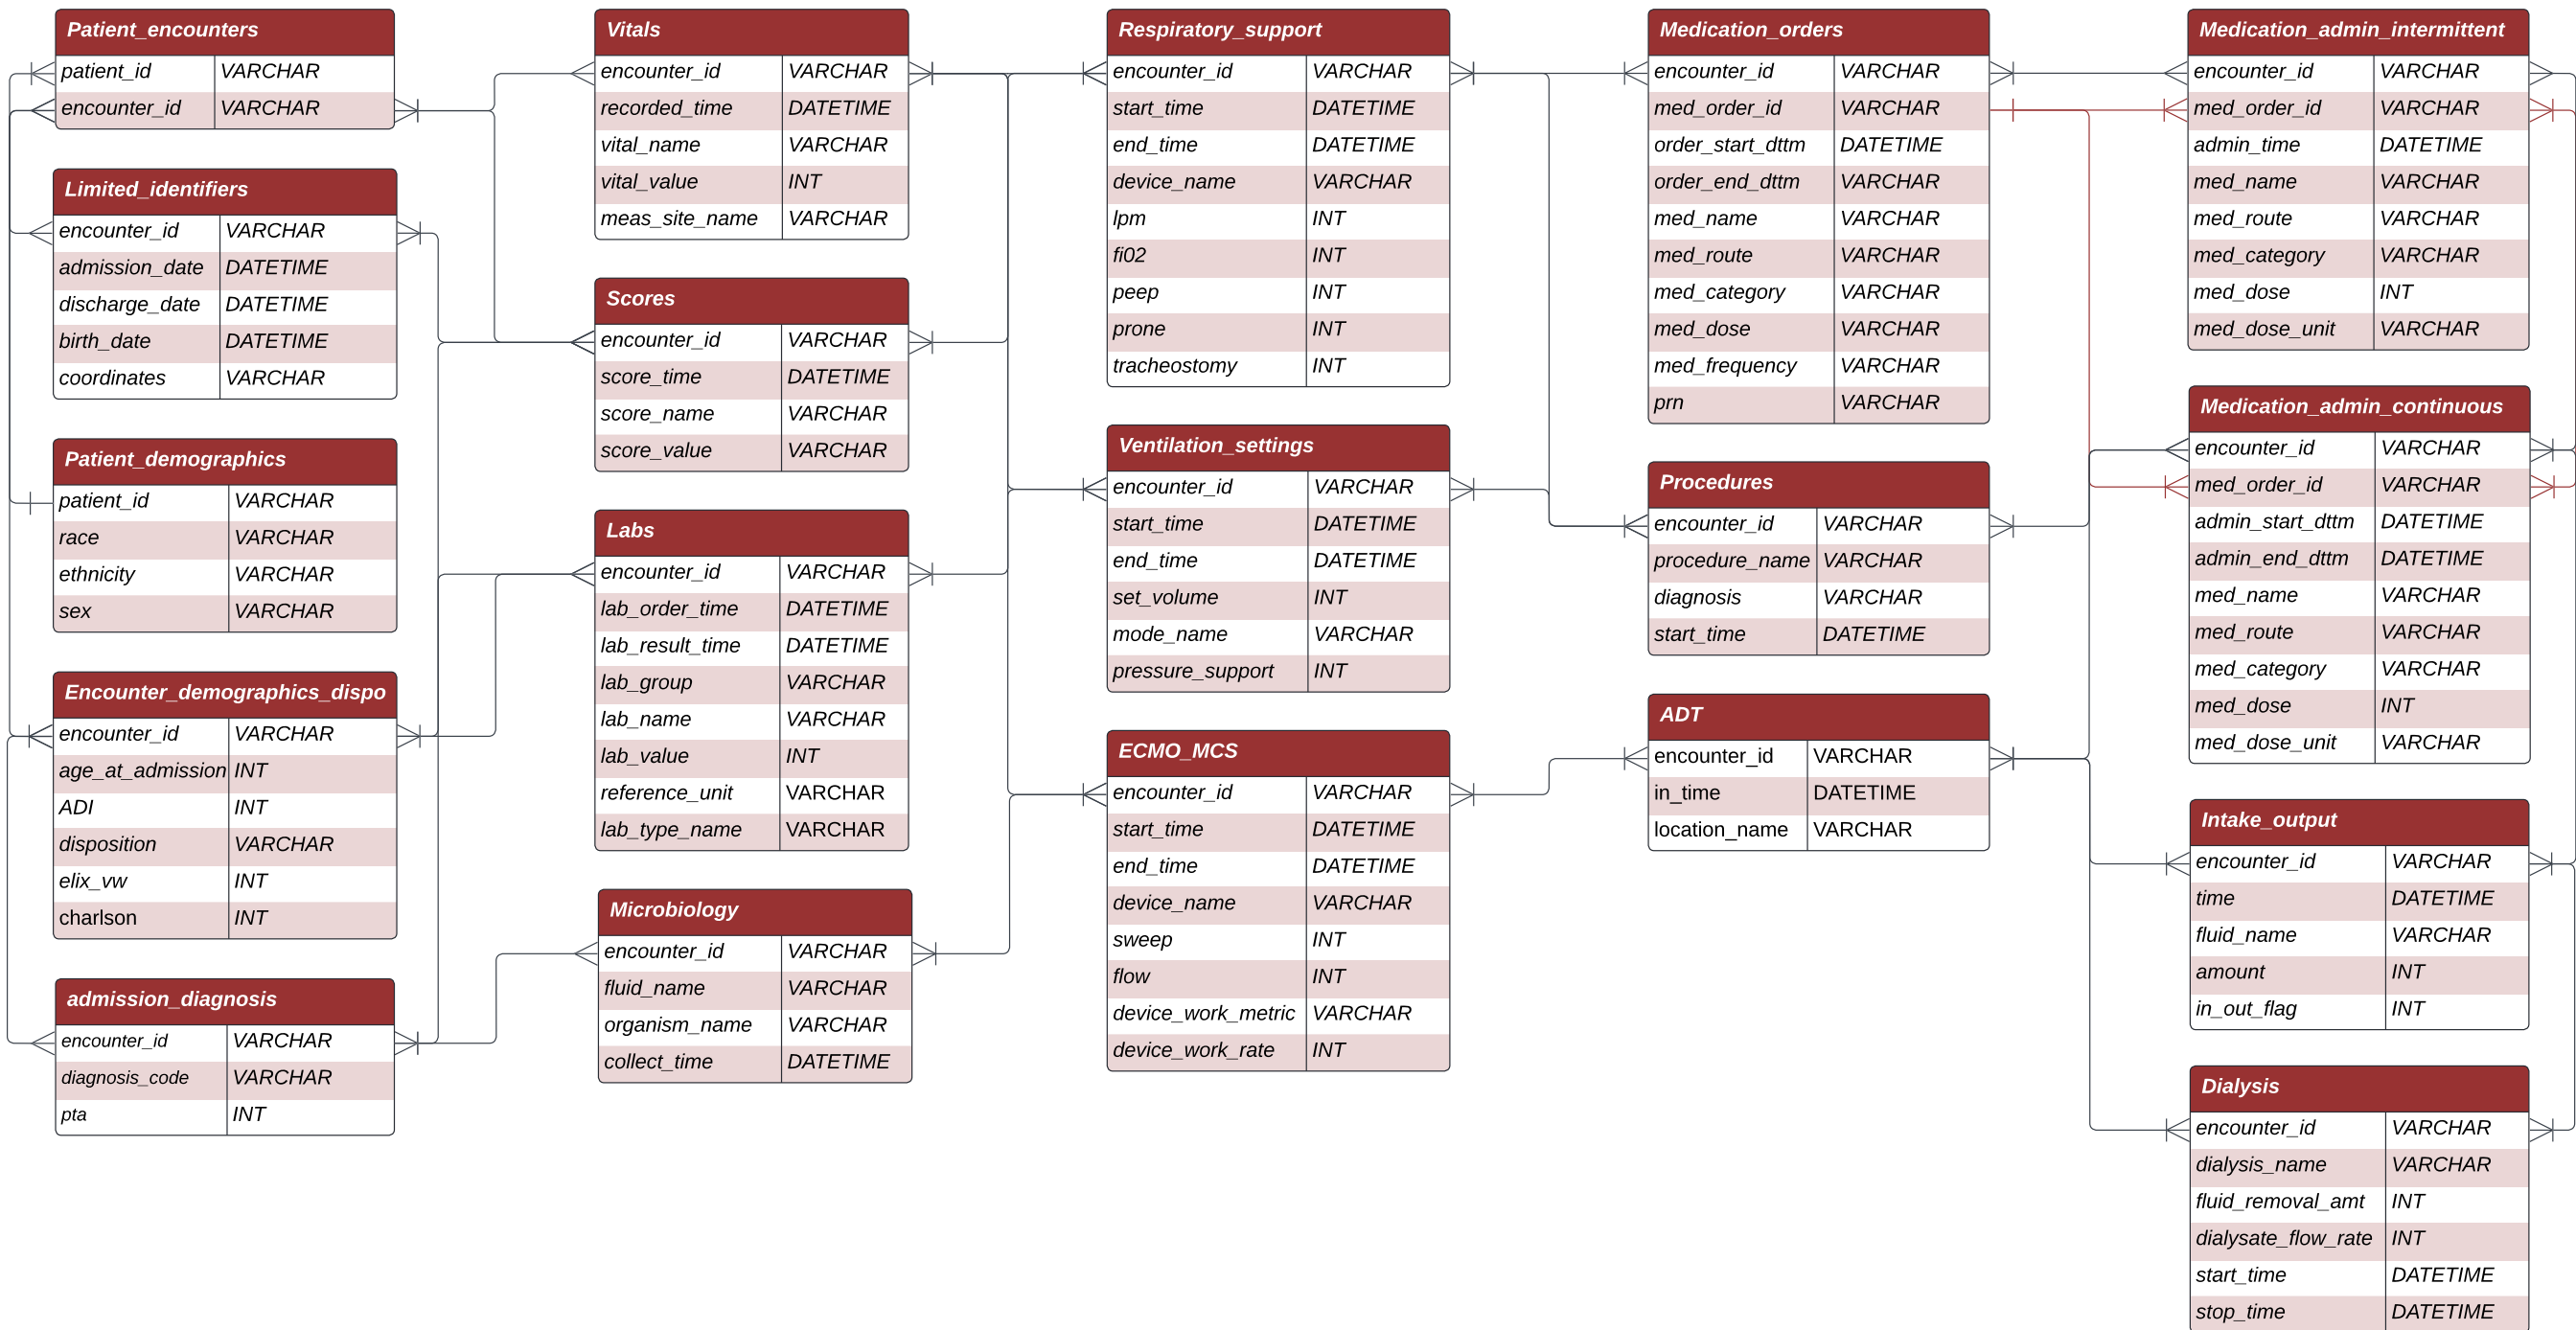 Patient_encounters
patient_id VARCHAR
encounter_id VARCHAR
Limited_identifiers
encounter_id VARCHAR
admission_date DATETIME
discharge_date DATETIME
birth_date DATETIME
coordinates VARCHAR
Patient_demographics
patient_id VARCHAR
race VARCHAR
ethnicity VARCHAR
sex VARCHAR
Encounter_demographics_dispo
encounter_id VARCHAR
age_at_admission INT
ADI INT
disposition VARCHAR
elix_vw INT
charlson INT
admission_diagnosis
encounter_id VARCHAR
diagnosis_code VARCHAR
pta INT
Vitals
encounter_id VARCHAR
recorded_time DATETIME
vital_name VARCHAR
vital_value INT
meas_site_name VARCHAR
Scores
encounter_id VARCHAR
score_time DATETIME
score_name VARCHAR
score_value VARCHAR
Labs
encounter_id VARCHAR
lab_order_time DATETIME
lab_result_time DATETIME
lab_group VARCHAR
lab_name VARCHAR
lab_value INT
reference_unit VARCHAR
lab_type_name VARCHAR
Microbiology
encounter_id VARCHAR
fluid_name VARCHAR
organism_name VARCHAR
collect_time DATETIME
Respiratory_support
encounter_id VARCHAR
start_time DATETIME
end_time DATETIME
device_name VARCHAR
lpm INT
fi02 INT
peep INT
prone INT
tracheostomy INT
Ventilation_settings
encounter_id VARCHAR
start_time DATETIME
end_time DATETIME
set_volume INT
mode_name VARCHAR
pressure_support INT
ECMO_MCS
encounter_id VARCHAR
start_time DATETIME
end_time DATETIME
device_name VARCHAR
sweep INT
flow INT
device_work_metric VARCHAR
device_work_rate INT
Medication_orders
encounter_id VARCHAR
med_order_id VARCHAR
order_start_dttm DATETIME
order_end_dttm VARCHAR
med_name VARCHAR
med_route VARCHAR
med_category VARCHAR
med_dose VARCHAR
med_frequency VARCHAR
prn VARCHAR
Procedures
encounter_id VARCHAR
procedure_name VARCHAR
diagnosis VARCHAR
start_time DATETIME
ADT
encounter_id VARCHAR
in_time DATETIME
location_name VARCHAR
Medication_admin_intermittent
encounter_id VARCHAR
med_order_id VARCHAR
admin_time DATETIME
med_name VARCHAR
med_route VARCHAR
med_category VARCHAR
med_dose INT
med_dose_unit VARCHAR
Medication_admin_continuous
encounter_id VARCHAR
med_order_id VARCHAR
admin_start_dttm DATETIME
admin_end_dttm DATETIME
med_name VARCHAR
med_route VARCHAR
med_category VARCHAR
med_dose INT
med_dose_unit VARCHAR
Intake_output
encounter_id VARCHAR
time DATETIME
fluid_name VARCHAR
amount INT
in_out_flag INT
Dialysis
encounter_id VARCHAR
dialysis_name VARCHAR
fluid_removal_amt INT
dialysate_flow_rate INT
start_time DATETIME
stop_time DATETIME